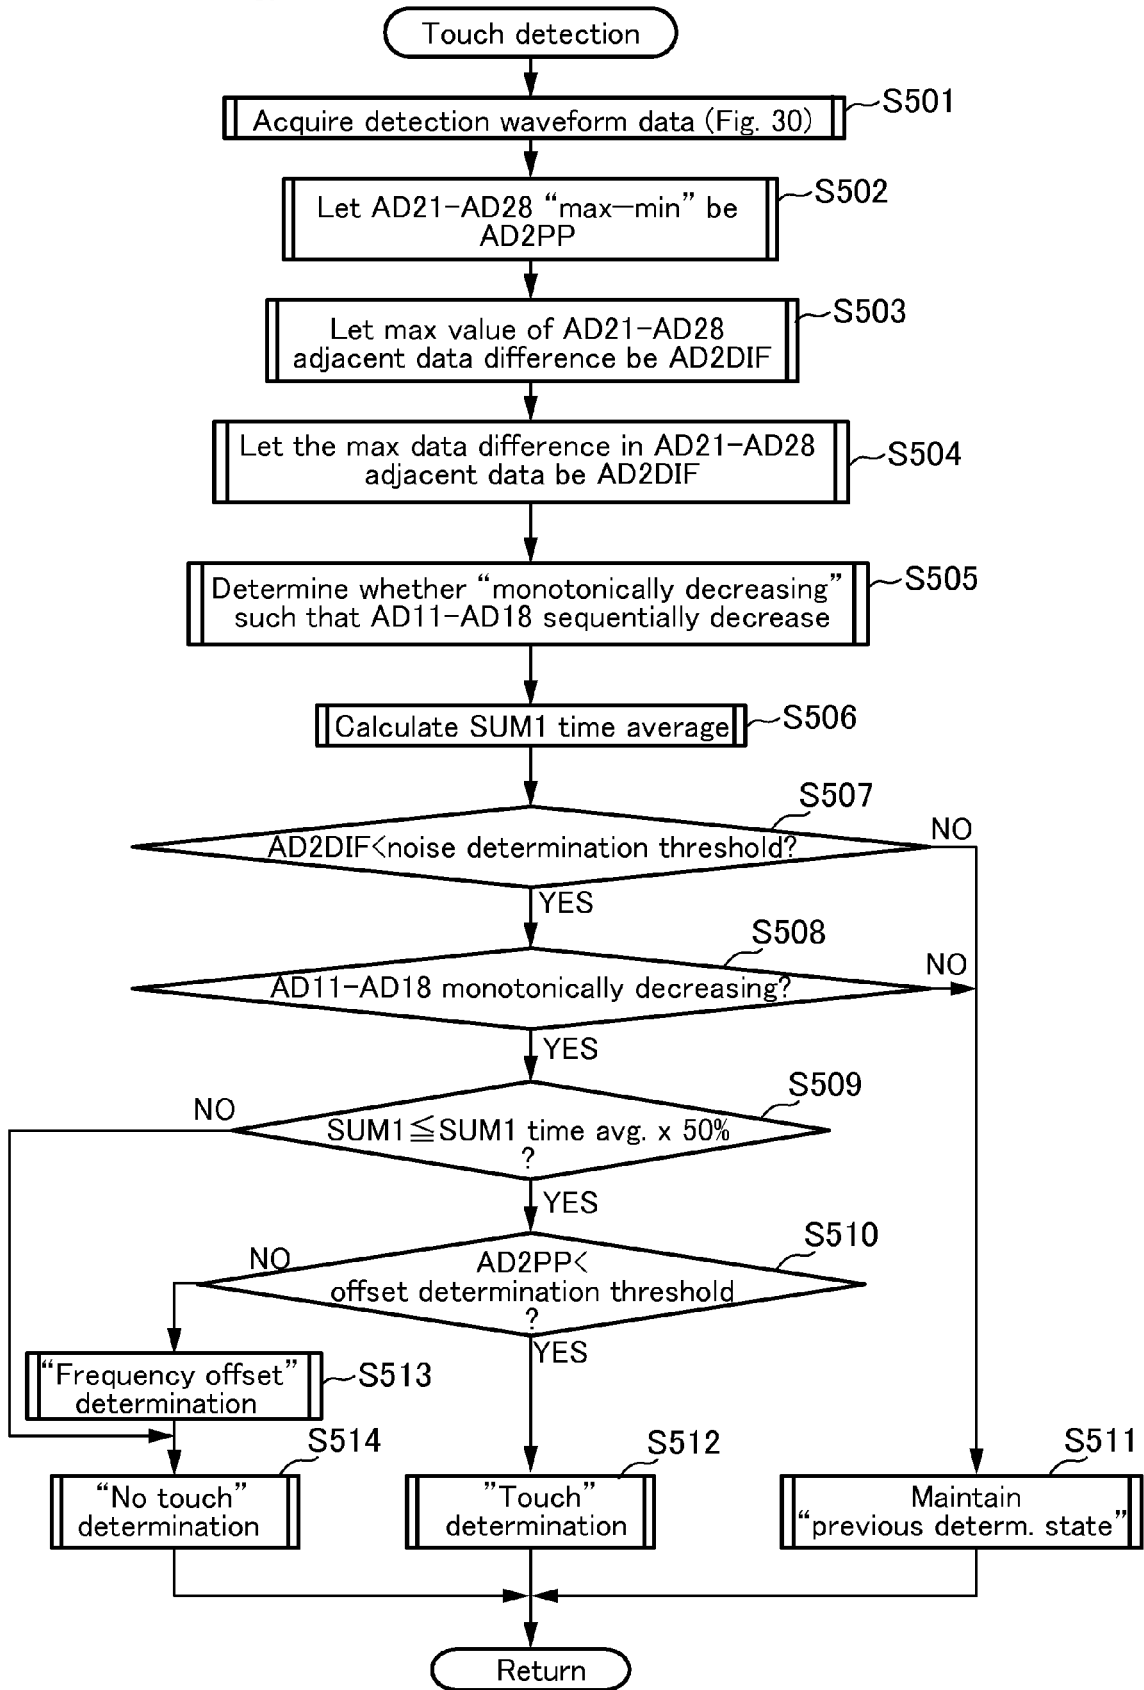 Touch detection
S501
Acquire detection waveform data (Fig. 30)
S502
Let AD21-AD28 “max-min” be
AD2PP
S503
Let max value of AD21-AD28
adjacent data difference be AD2DIF
S504
Let the max data difference in AD21-AD28
adjacent data be AD2DIF
S505
Determine whether “monotonically decreasing”
such that AD11-AD18 sequentially decrease
S506
Calculate SUM1 time average
S507
AD2DIF<noise determination threshold?
NO
YES
S508
AD11-AD18 monotonically decreasing?
NO
YES
S509
NO
SUM1≦SUM1 time avg. x 50%
?
YES
S510
NO
AD2PP<
offset determination threshold
?
YES
“Frequency offset”
determination
S513
S514
“No touch”
determination
S512
”Touch”
determination
S511
Maintain
“previous determ. state”
Return